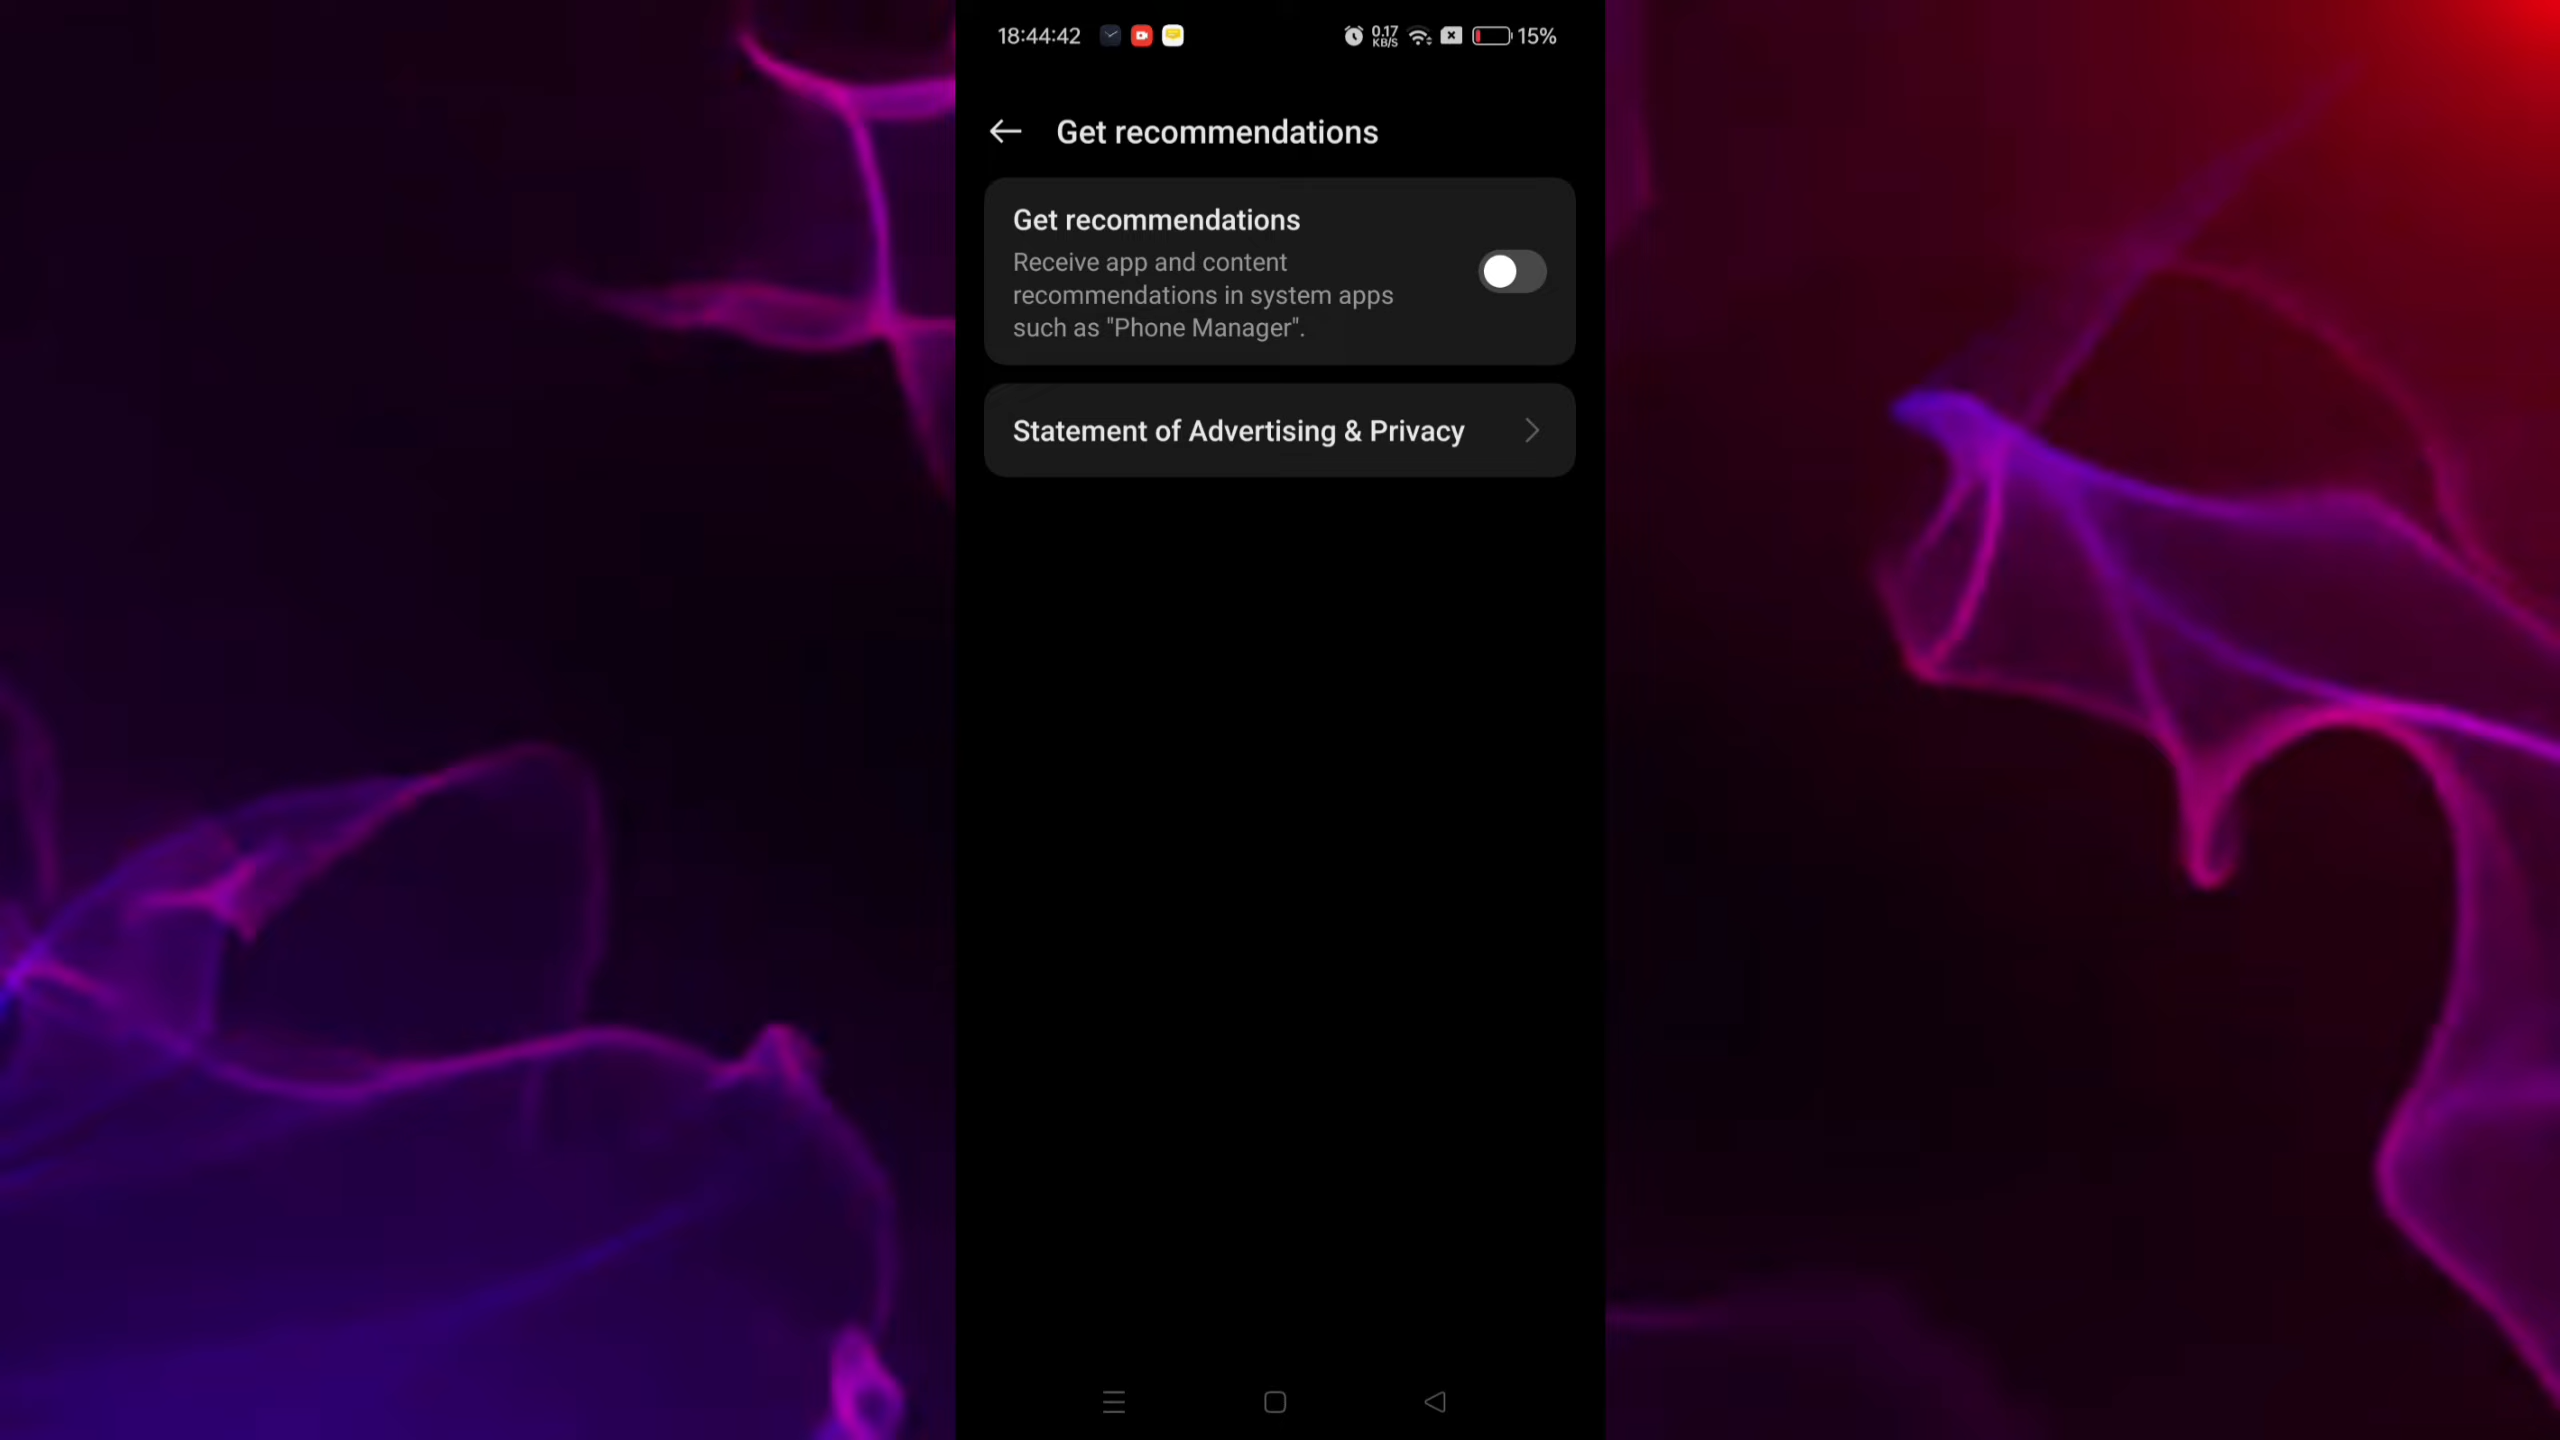 18:44:42 0.17 KB/S 15%
Get recommendations
Get recommendations
Receive app and content
recommendations in system apps
such as "Phone Manager".
Statement of Advertising & Privacy